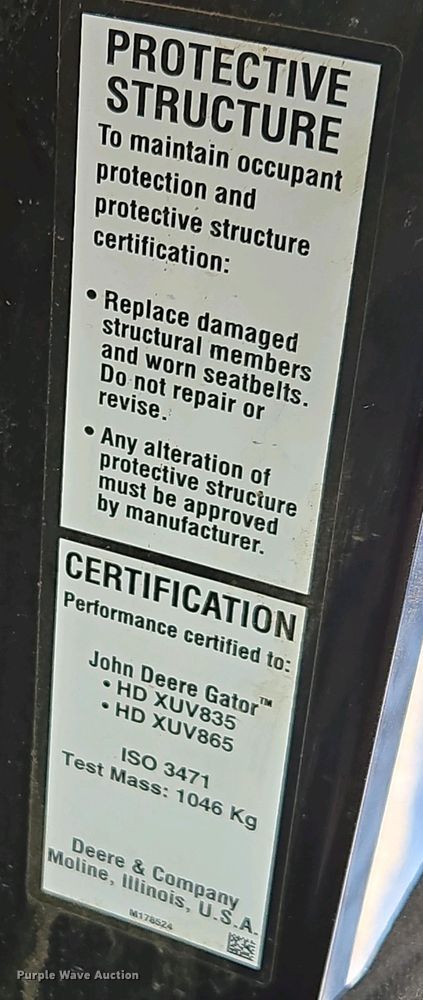 PROTECTIVE
STRUCTURE
To maintain occupant
protection and
protective structure
certification:
• Replace damaged
structural members
and worn seatbelts.
Do not repair or
revise.
• Any alteration of
protective structure
must be approved
by manufacturer.
CERTIFICATION
Performance certified to:
John Deere Gator™
• HD XUV835
• HD XUV865
ISO 3471
Test Mass: 1046 Kg
Deere & Company
Moline, Illinois, U.S.A.
M178524
Purple Wave Auction